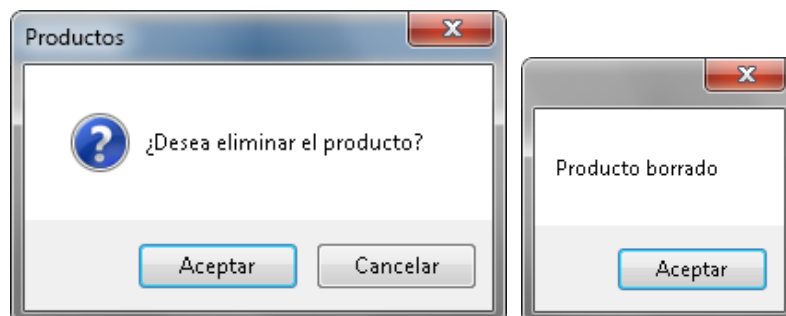 Productos
¿Desea eliminar el producto?
Aceptar
Cancelar
Producto borrado
Aceptar